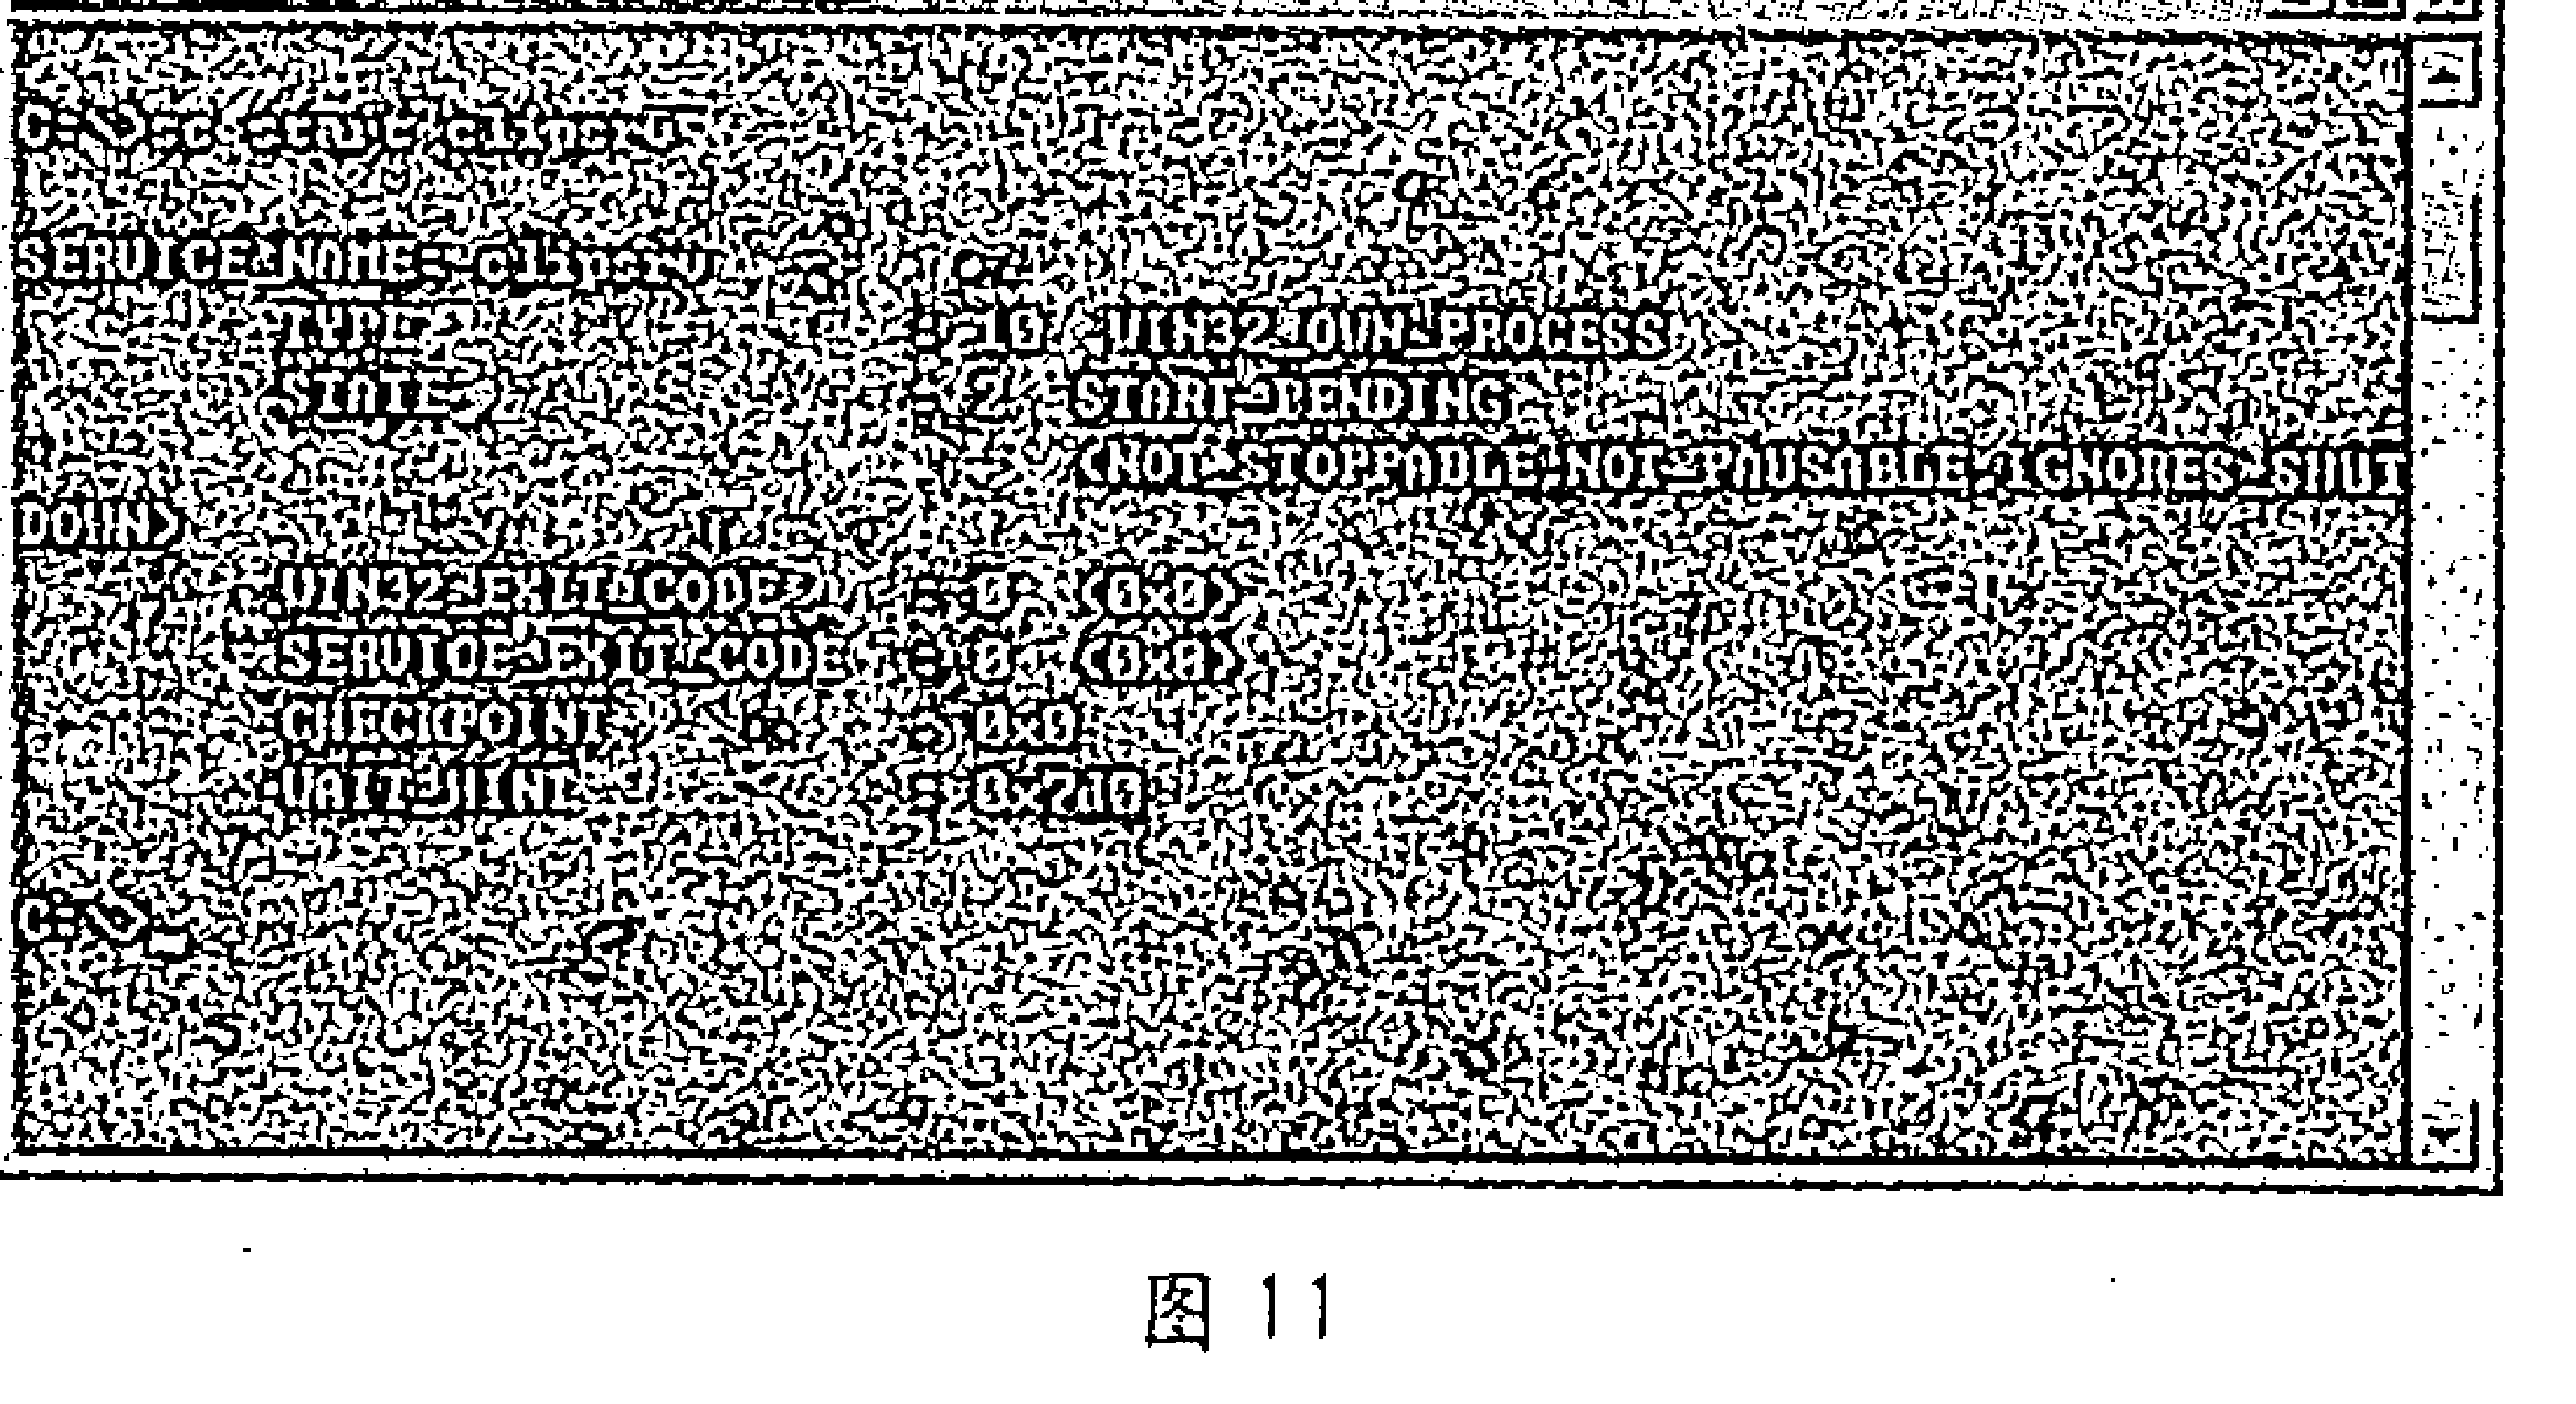 C:\>sc start clipsrv
SERVICE_NAME: clipsrv
TYPE : 10 WIN32_OWN_PROCESS
STATE : 2 START_PENDING
(NOT_STOPPABLE,NOT_PAUSABLE,IGNORES_SHUT
DOWN)
WIN32_EXIT_CODE : 0 (0x0)
SERVICE_EXIT_CODE : 0 (0x0)
CHECKPOINT : 0x0
WAIT_HINT : 0x7d0
C:\>_
图 11